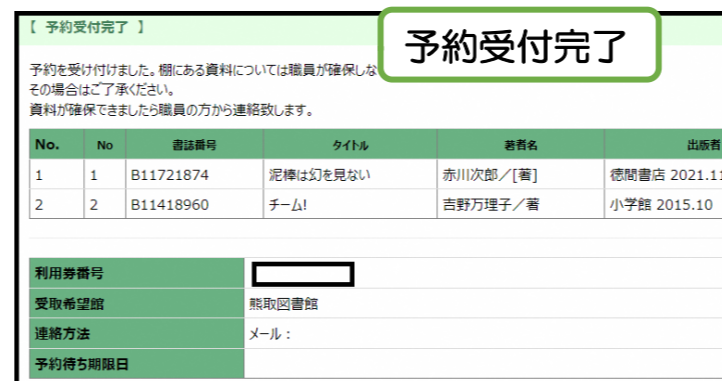 【 予約受付完了 】
予約受付完了
予約を受け付けました。棚にある資料については職員が確保しな
その場合はご了承ください。
資料が確保できましたら職員の方から連絡致します。
No. No 書誌番号 タイトル 著者名 出版者
1 1 B11721874 泥棒は幻を見ない 赤川次郎／[著] 徳間書店 2021.11
2 2 B11418960 チーム! 吉野万理子／著 小学館 2015.10
利用券番号
受取希望館 熊取図書館
連絡方法 メール：
予約待ち期限日